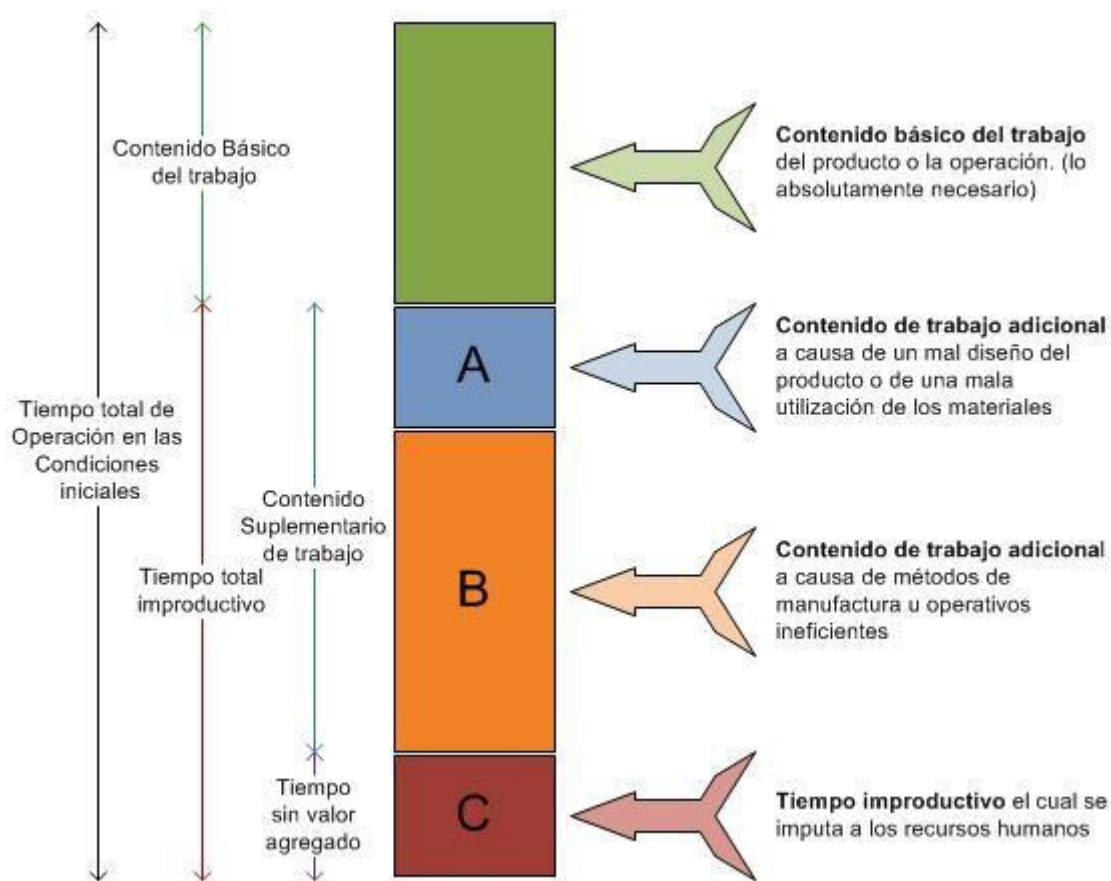 Contenido Básico
del trabajo
Contenido básico del trabajo
del producto o la operación. (lo
absolutamente necesario)
A
Contenido de trabajo adicional
a causa de un mal diseño del
producto o de una mala
utilización de los materiales
Tiempo total de
Operación en las
Condiciones
iniciales
Contenido
Suplementario
de trabajo
Tiempo total
improductivo
B
Contenido de trabajo adicional
a causa de métodos de
manufactura u operativos
ineficientes
Tiempo
sin valor
agregado
C
Tiempo improductivo el cual se
imputa a los recursos humanos